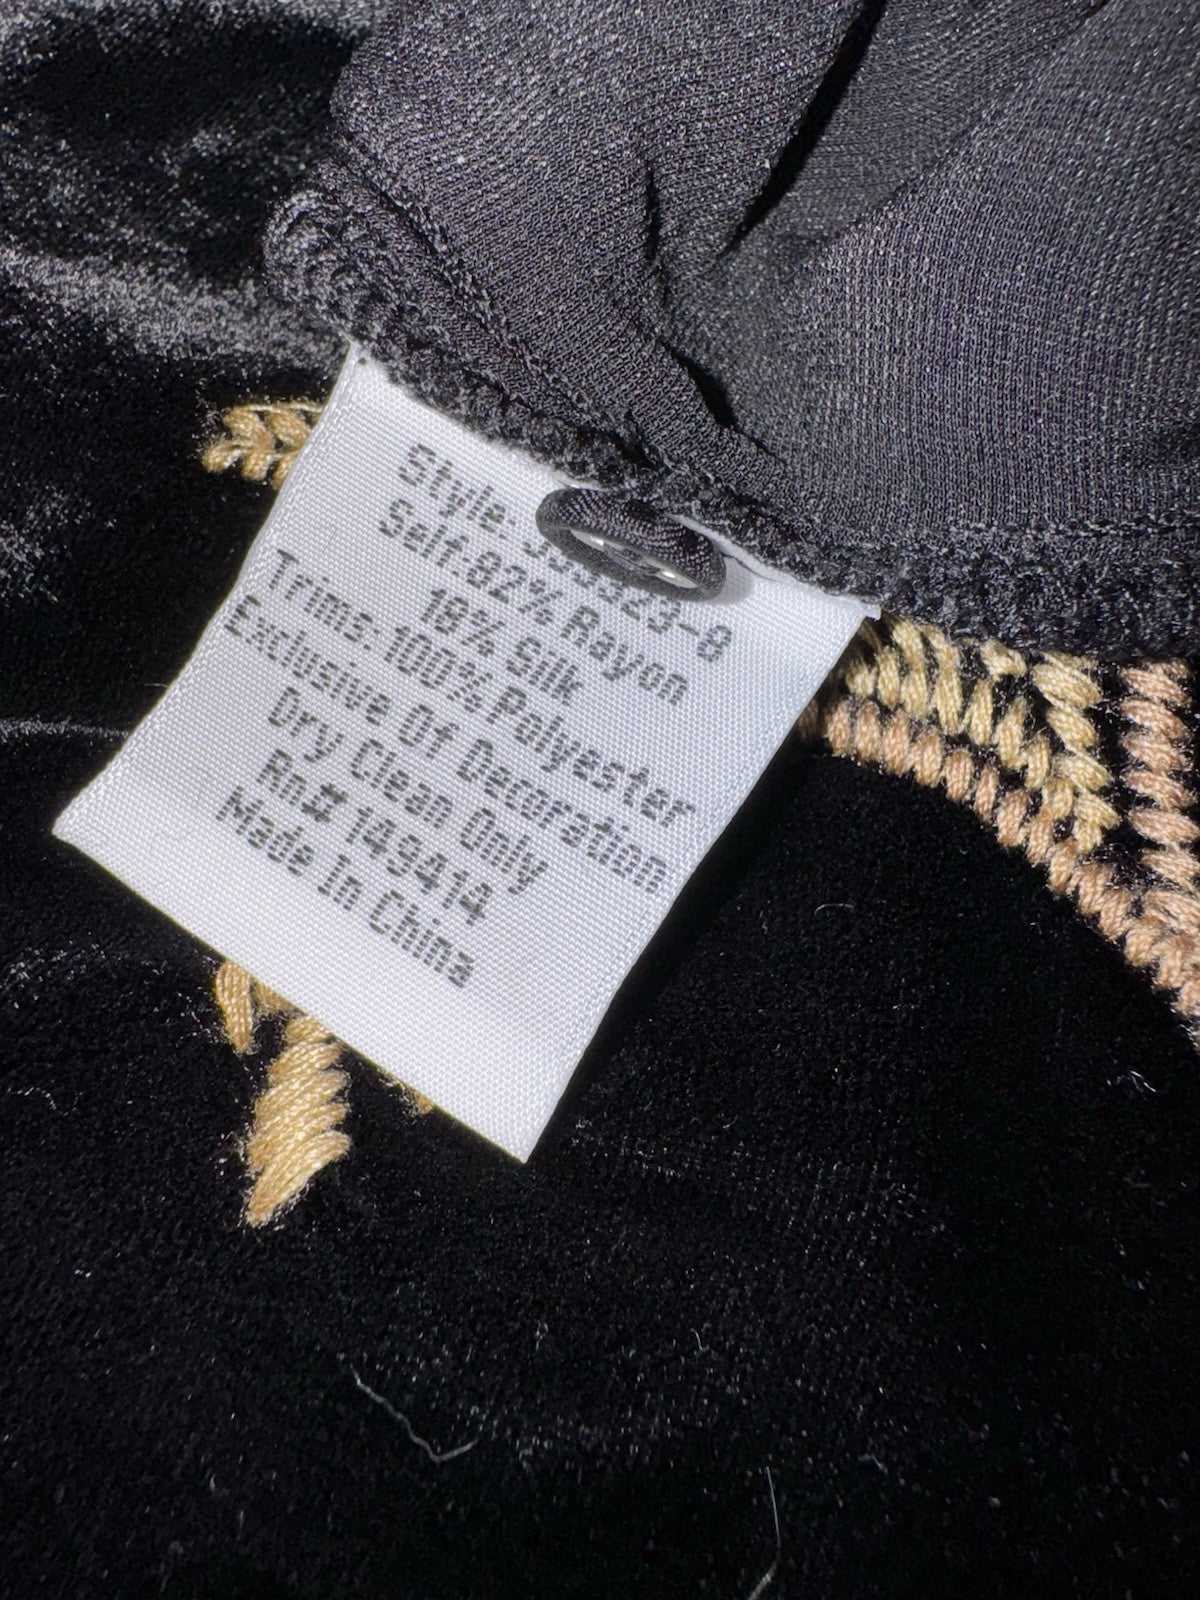 Style:
Self:82% Rayon
18% Silk
Trims: 100% Polyester
Exclusive Of Decoration
Dry Clean Only
Rn# 149414
Made In China